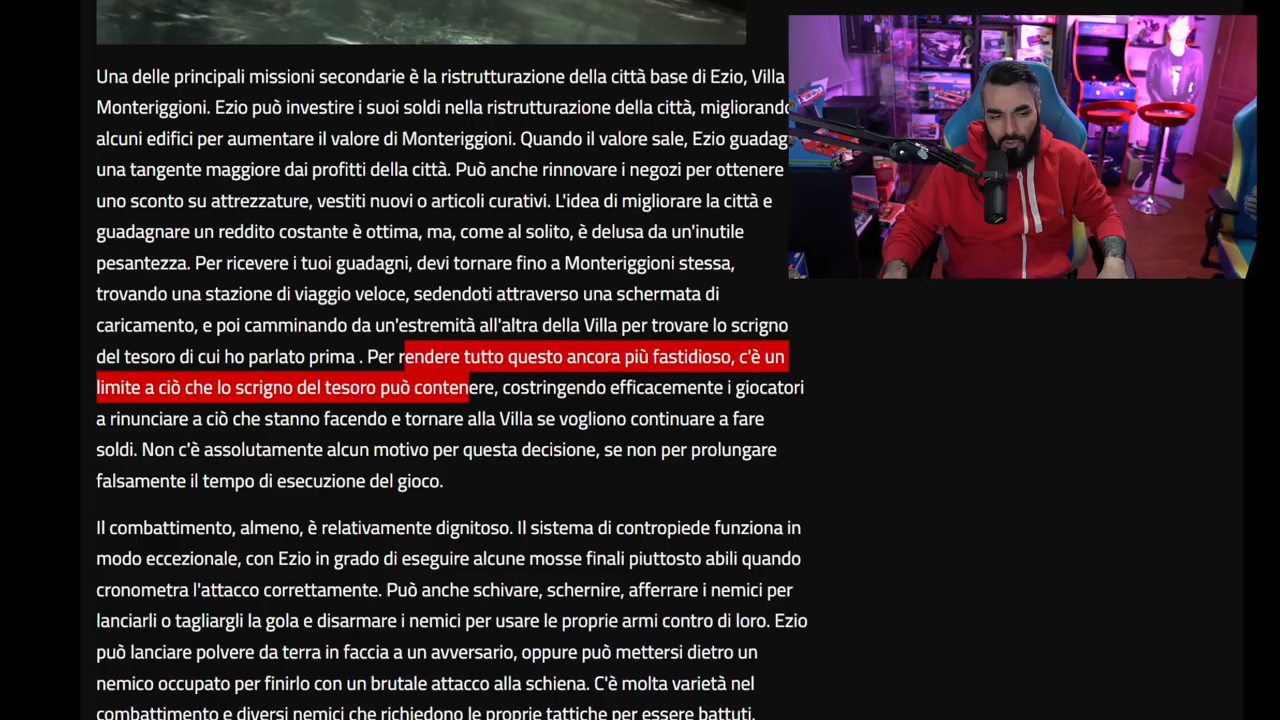 Una delle principali missioni secondarie è la ristrutturazione della città base di Ezio, Villa
Monteriggioni. Ezio può investire i suoi soldi nella ristrutturazione della città, migliorando
alcuni edifici per aumentare il valore di Monteriggioni. Quando il valore sale, Ezio guadag
una tangente maggiore dai profitti della città. Può anche rinnovare i negozi per ottenere
uno sconto su attrezzature, vestiti nuovi o articoli curativi. L'idea di migliorare la città e
guadagnare un reddito costante è ottima, ma, come al solito, è delusa da un'inutile
pesantezza. Per ricevere i tuoi guadagni, devi tornare fino a Monteriggioni stessa,
trovando una stazione di viaggio veloce, sedendoti attraverso una schermata di
caricamento, e poi camminando da un'estremità all'altra della Villa per trovare lo scrigno
del tesoro di cui ho parlato prima . Per rendere tutto questo ancora più fastidioso, c'è un
limite a ciò che lo scrigno del tesoro può contenere, costringendo efficacemente i giocatori
a rinunciare a ciò che stanno facendo e tornare alla Villa se vogliono continuare a fare
soldi. Non c'è assolutamente alcun motivo per questa decisione, se non per prolungare
falsamente il tempo di esecuzione del gioco.
Il combattimento, almeno, è relativamente dignitoso. Il sistema di contropiede funziona in
modo eccezionale, con Ezio in grado di eseguire alcune mosse finali piuttosto abili quando
cronometra l'attacco correttamente. Può anche schivare, schernire, afferrare i nemici per
lanciarli o tagliargli la gola e disarmare i nemici per usare le proprie armi contro di loro. Ezio
può lanciare polvere da terra in faccia a un avversario, oppure può mettersi dietro un
nemico occupato per finirlo con un brutale attacco alla schiena. C'è molta varietà nel
combattimento e diversi nemici che richiedono le proprie tattiche per essere battuti.